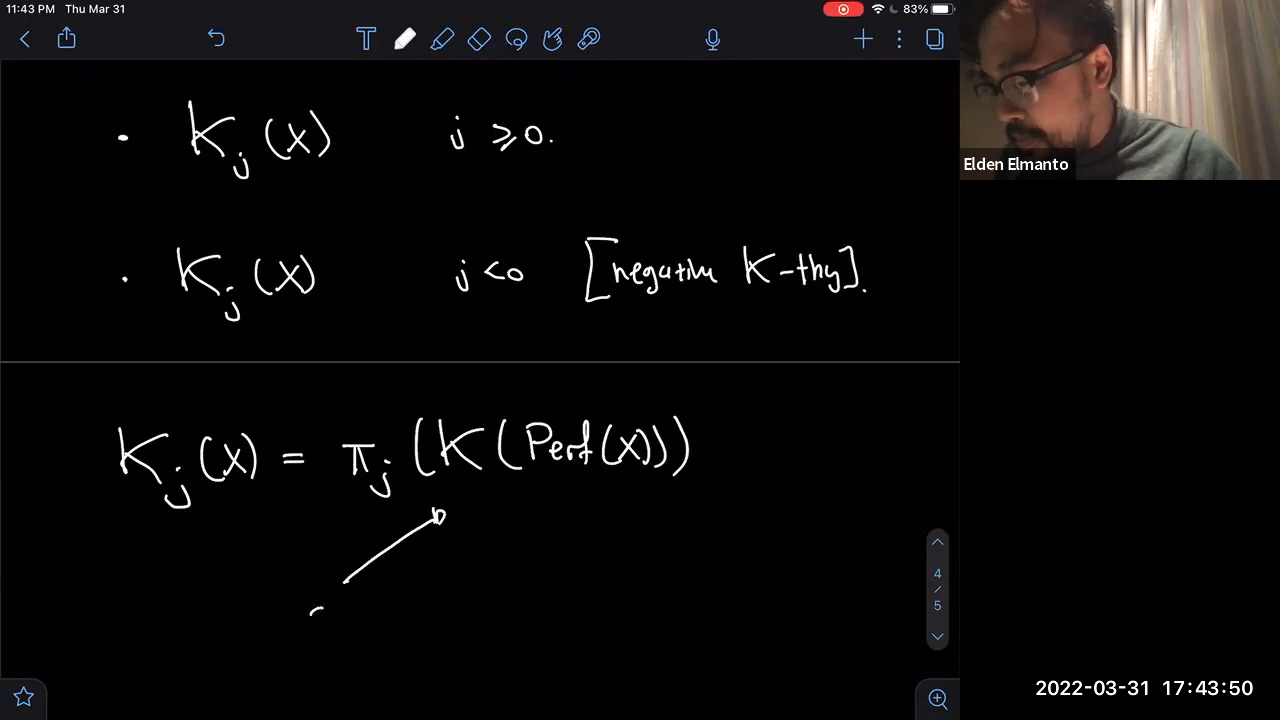 11:43 PM Thu Mar 31
83%
T
• K_j (X) j ⩾ 0.
Elden Elmanto
• K_j (X) j < 0 [negative K-thy].
K_j (X) = π_j (K (Perf(X)))
4
/
5
2022-03-31 17:43:50